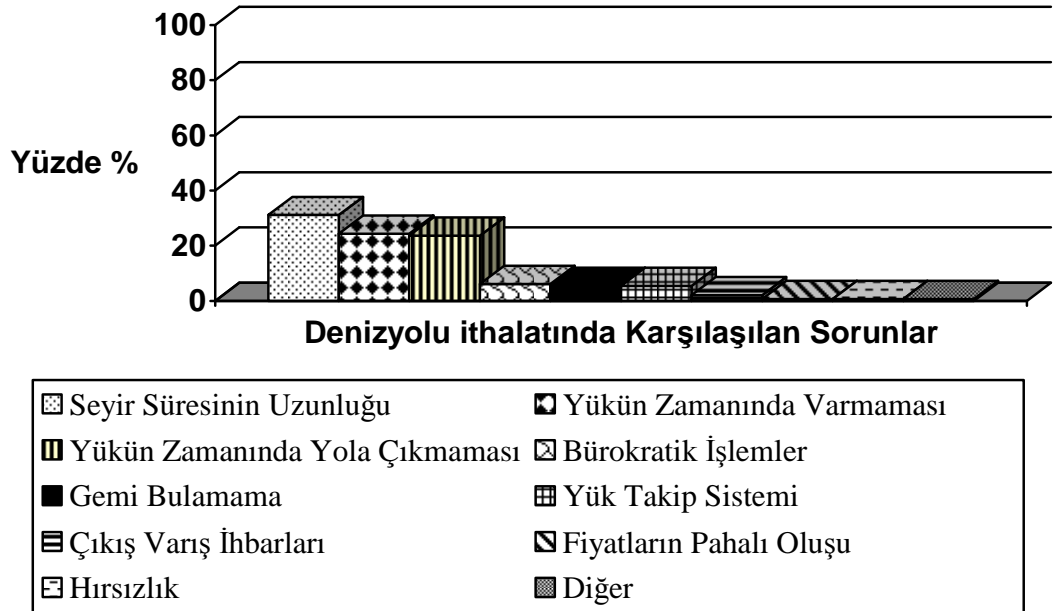 100
80
60
Yüzde %
40
20
0
Denizyolu ithalatında Karşılaşılan Sorunlar
Seyir Süresinin Uzunluğu Yükün Zamanında Varmaması
Yükün Zamanında Yola Çıkmaması Bürokratik İşlemler
Gemi Bulamama Yük Takip Sistemi
Çıkış Varış İhbarları Fiyatların Pahalı Oluşu
Hırsızlık Diğer